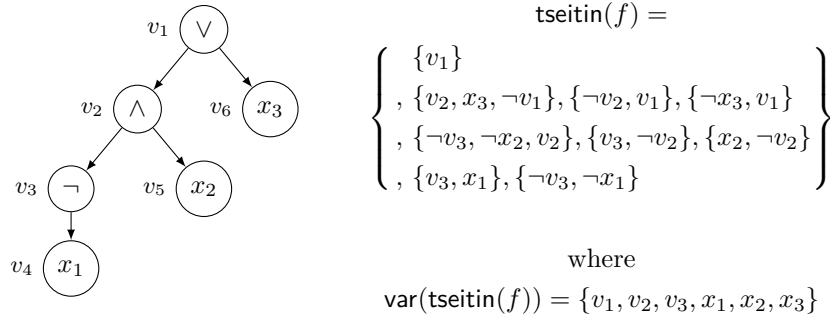 v₁ ∨
v₂ ∧ v₆ x₃
v₃ ¬ v₅ x₂
v₄ x₁
tseitin(f) =
{v₁}
, {v₂, x₃, ¬v₁}, {¬v₂, v₁}, {¬x₃, v₁}
, {¬v₃, ¬x₂, v₂}, {v₃, ¬v₂}, {x₂, ¬v₂}
, {v₃, x₁}, {¬v₃, ¬x₁}
where
var(tseitin(f)) = {v₁, v₂, v₃, x₁, x₂, x₃}